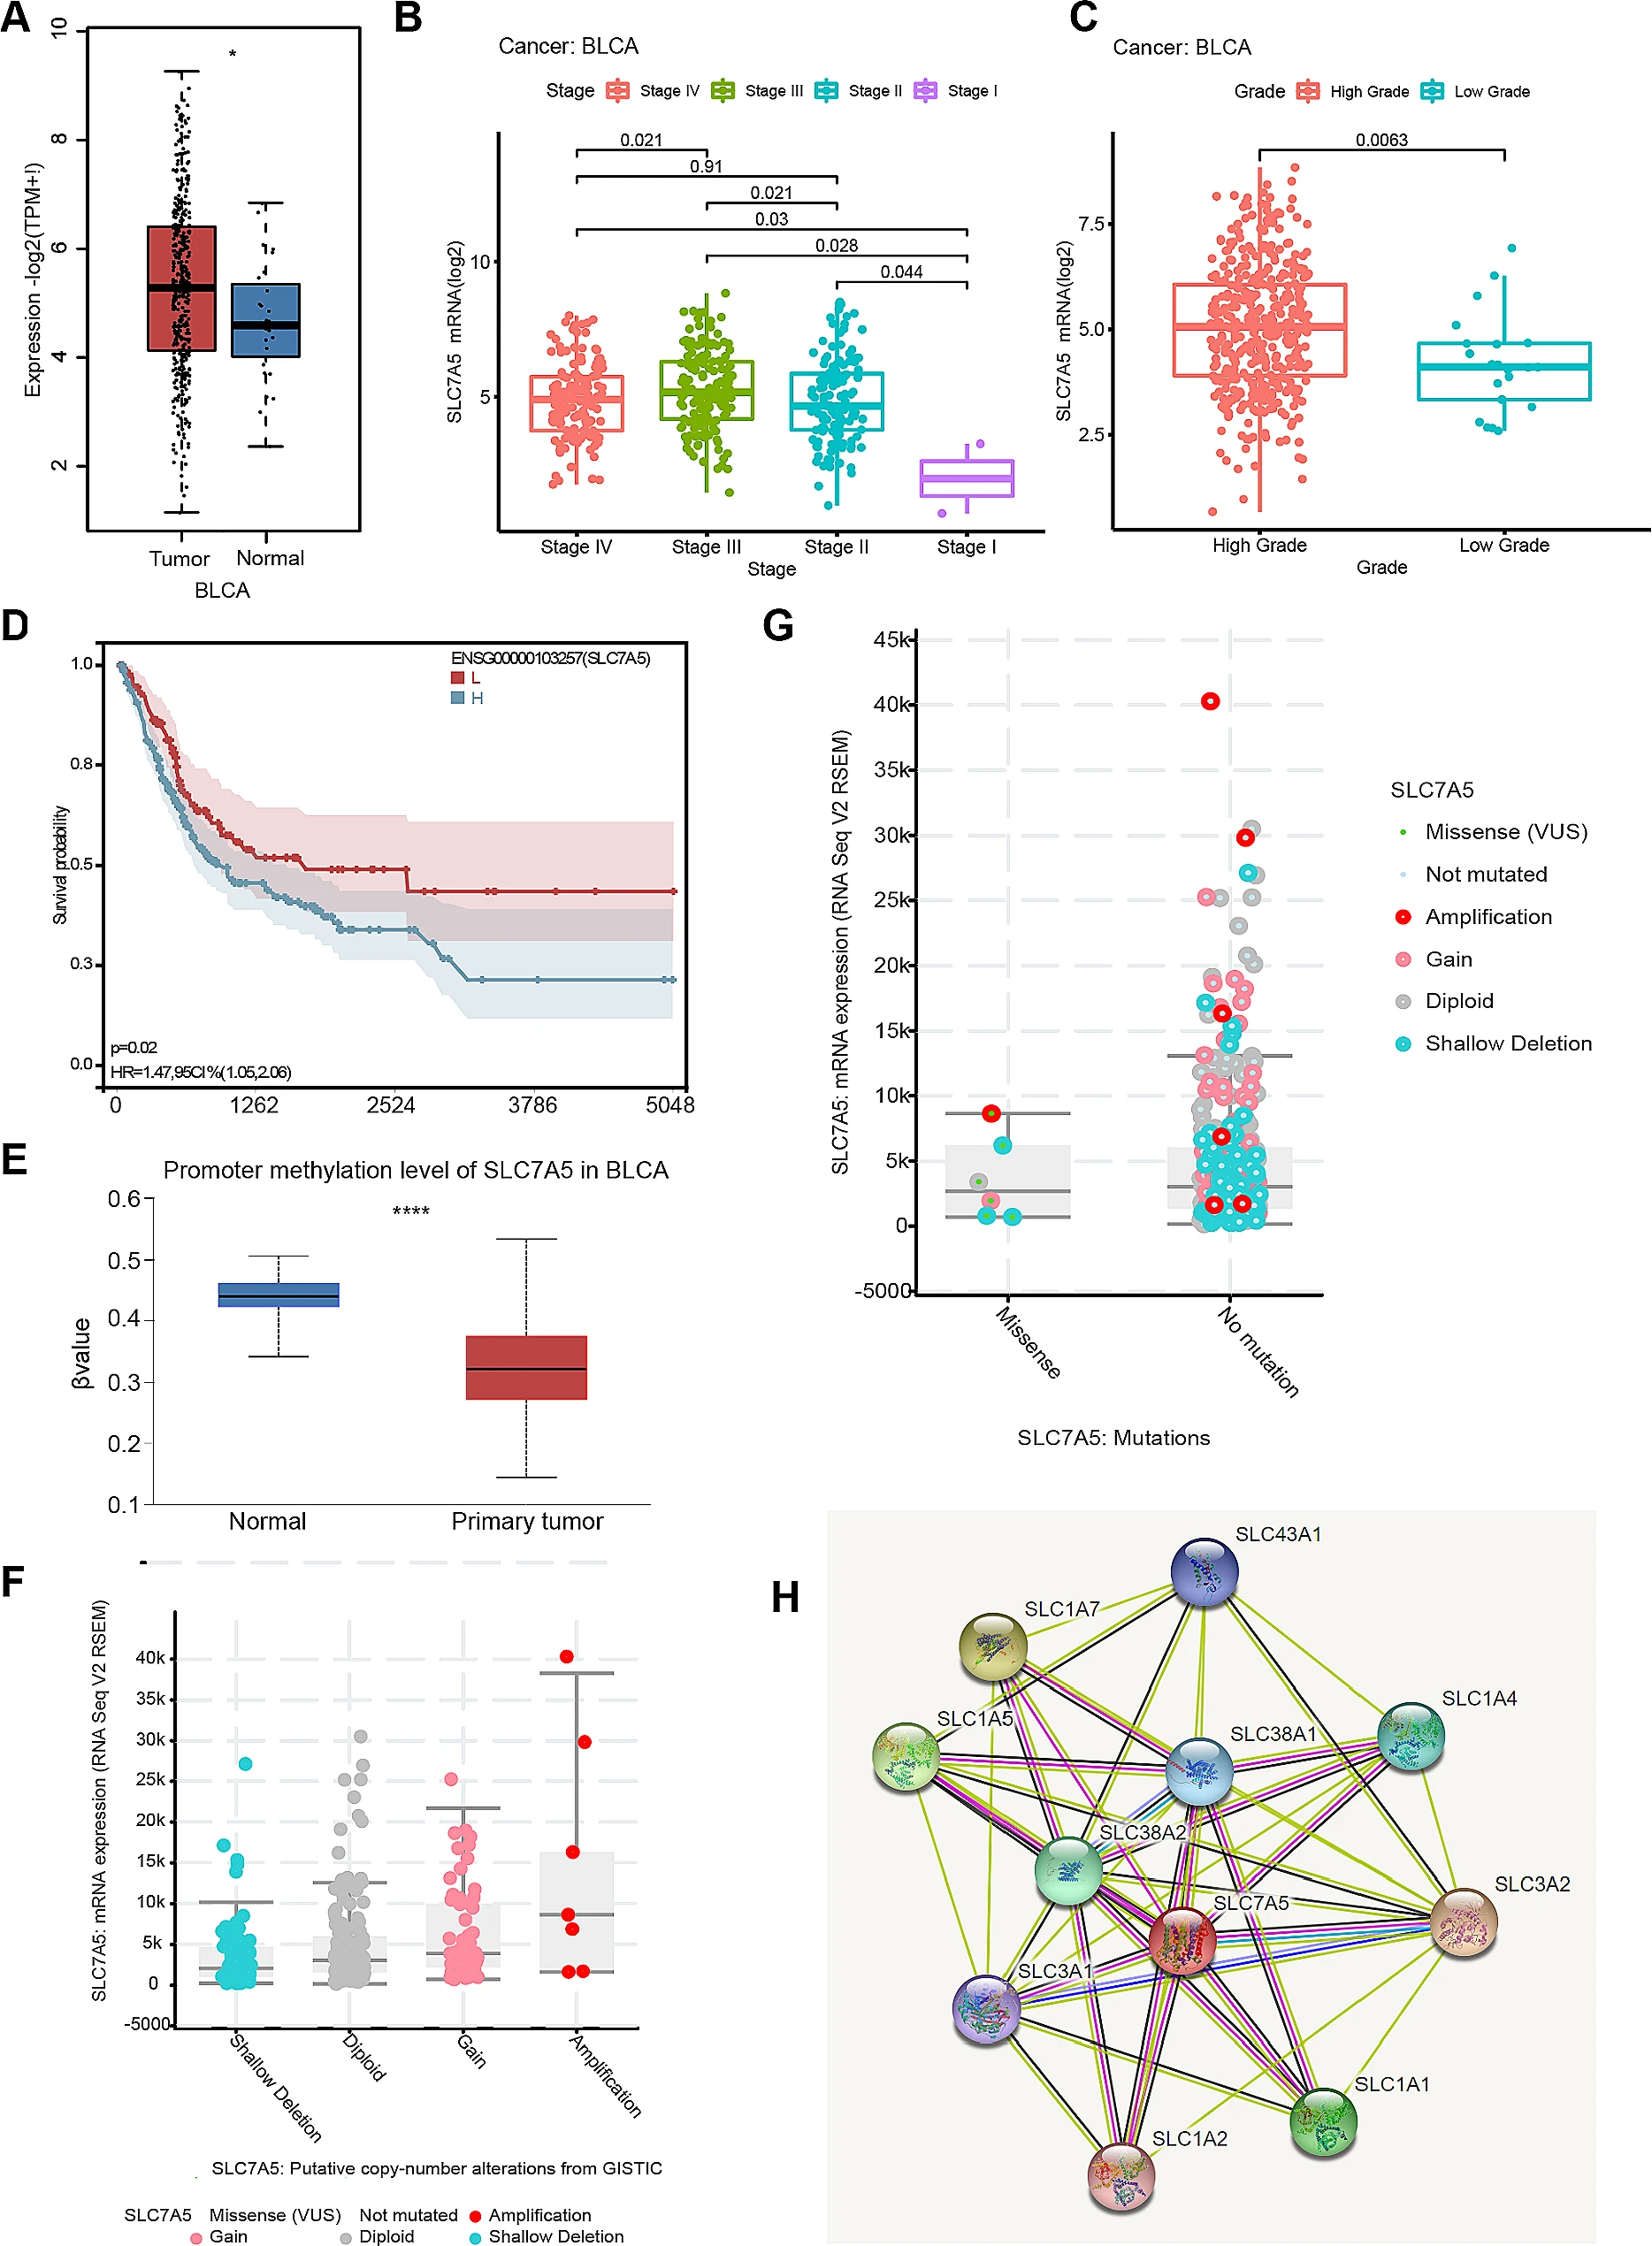 A
10
8
6
4
2
Expression -log2(TPM+!)
*
Tumor Normal
BLCA
B
Cancer: BLCA
Stage Stage IV Stage III Stage II Stage I
0.021
0.91
0.021
0.03
0.028
0.044
10
5
SLC7A5 mRNA(log2)
Stage IV Stage III Stage II Stage I
Stage
C
Cancer: BLCA
Grade High Grade Low Grade
0.0063
7.5
5.0
2.5
SLC7A5 mRNA(log2)
High Grade Low Grade
Grade
D
ENSG00000103257(SLC7A5)
L
H
1.0
0.8
0.5
0.3
0.0
Survival probability
p=0.02
HR=1.47,95CI%(1.05,2.06)
0 1262 2524 3786 5048
E
Promoter methylation level of SLC7A5 in BLCA
****
0.6
0.5
0.4
0.3
0.2
0.1
βvalue
Normal Primary tumor
F
40k
35k
30k
25k
20k
15k
10k
5k
0
-5000
SLC7A5: mRNA expression (RNA Seq V2 RSEM)
Shallow Deletion
Diploid
Gain
Amplification
SLC7A5: Putative copy-number alterations from GISTIC
SLC7A5 Missense (VUS) Not mutated Amplification
Gain Diploid Shallow Deletion
G
45k
40k
35k
30k
25k
20k
15k
10k
5k
0
-5000
SLC7A5: mRNA expression (RNA Seq V2 RSEM)
Missense
No mutation
SLC7A5: Mutations
SLC7A5
Missense (VUS)
Not mutated
Amplification
Gain
Diploid
Shallow Deletion
H
SLC43A1
SLC1A7
SLC1A4
SLC1A5
SLC38A1
SLC38A2
SLC3A2
SLC7A5
SLC3A1
SLC1A1
SLC1A2